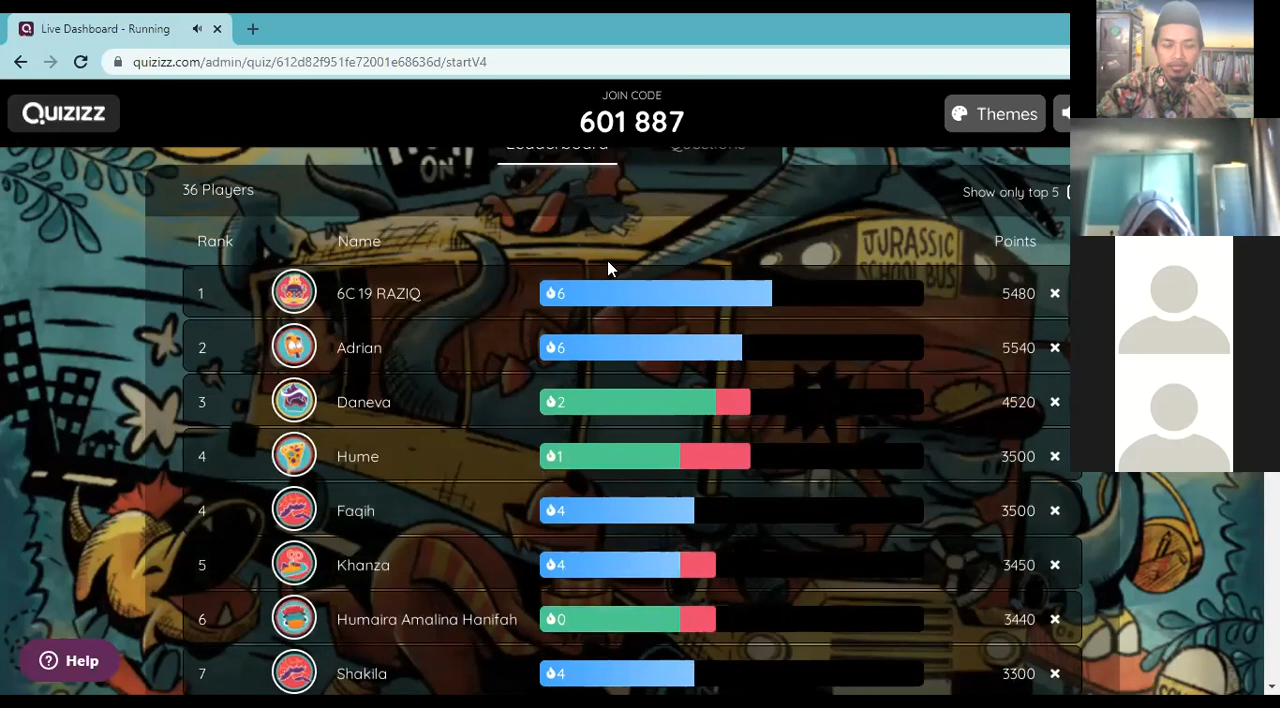 Live Dashboard - Running
quizizz.com/admin/quiz/612d82f951fe72001e68636d/startV4
QUIZIZZ
JOIN CODE
601 887
Themes
ON!
Leaderboard
Questions
36 Players
Show only top 5
Rank Name Points
JURASSIC
SCHOOL BUS
1 6C 19 RAZIQ 6 5480
2 Adrian 6 5540
3 Daneva 2 4520
4 Hume 1 3500
4 Faqih 4 3500
5 Khanza 4 3450
6 Humaira Amalina Hanifah 0 3440
7 Shakila 4 3300
Help